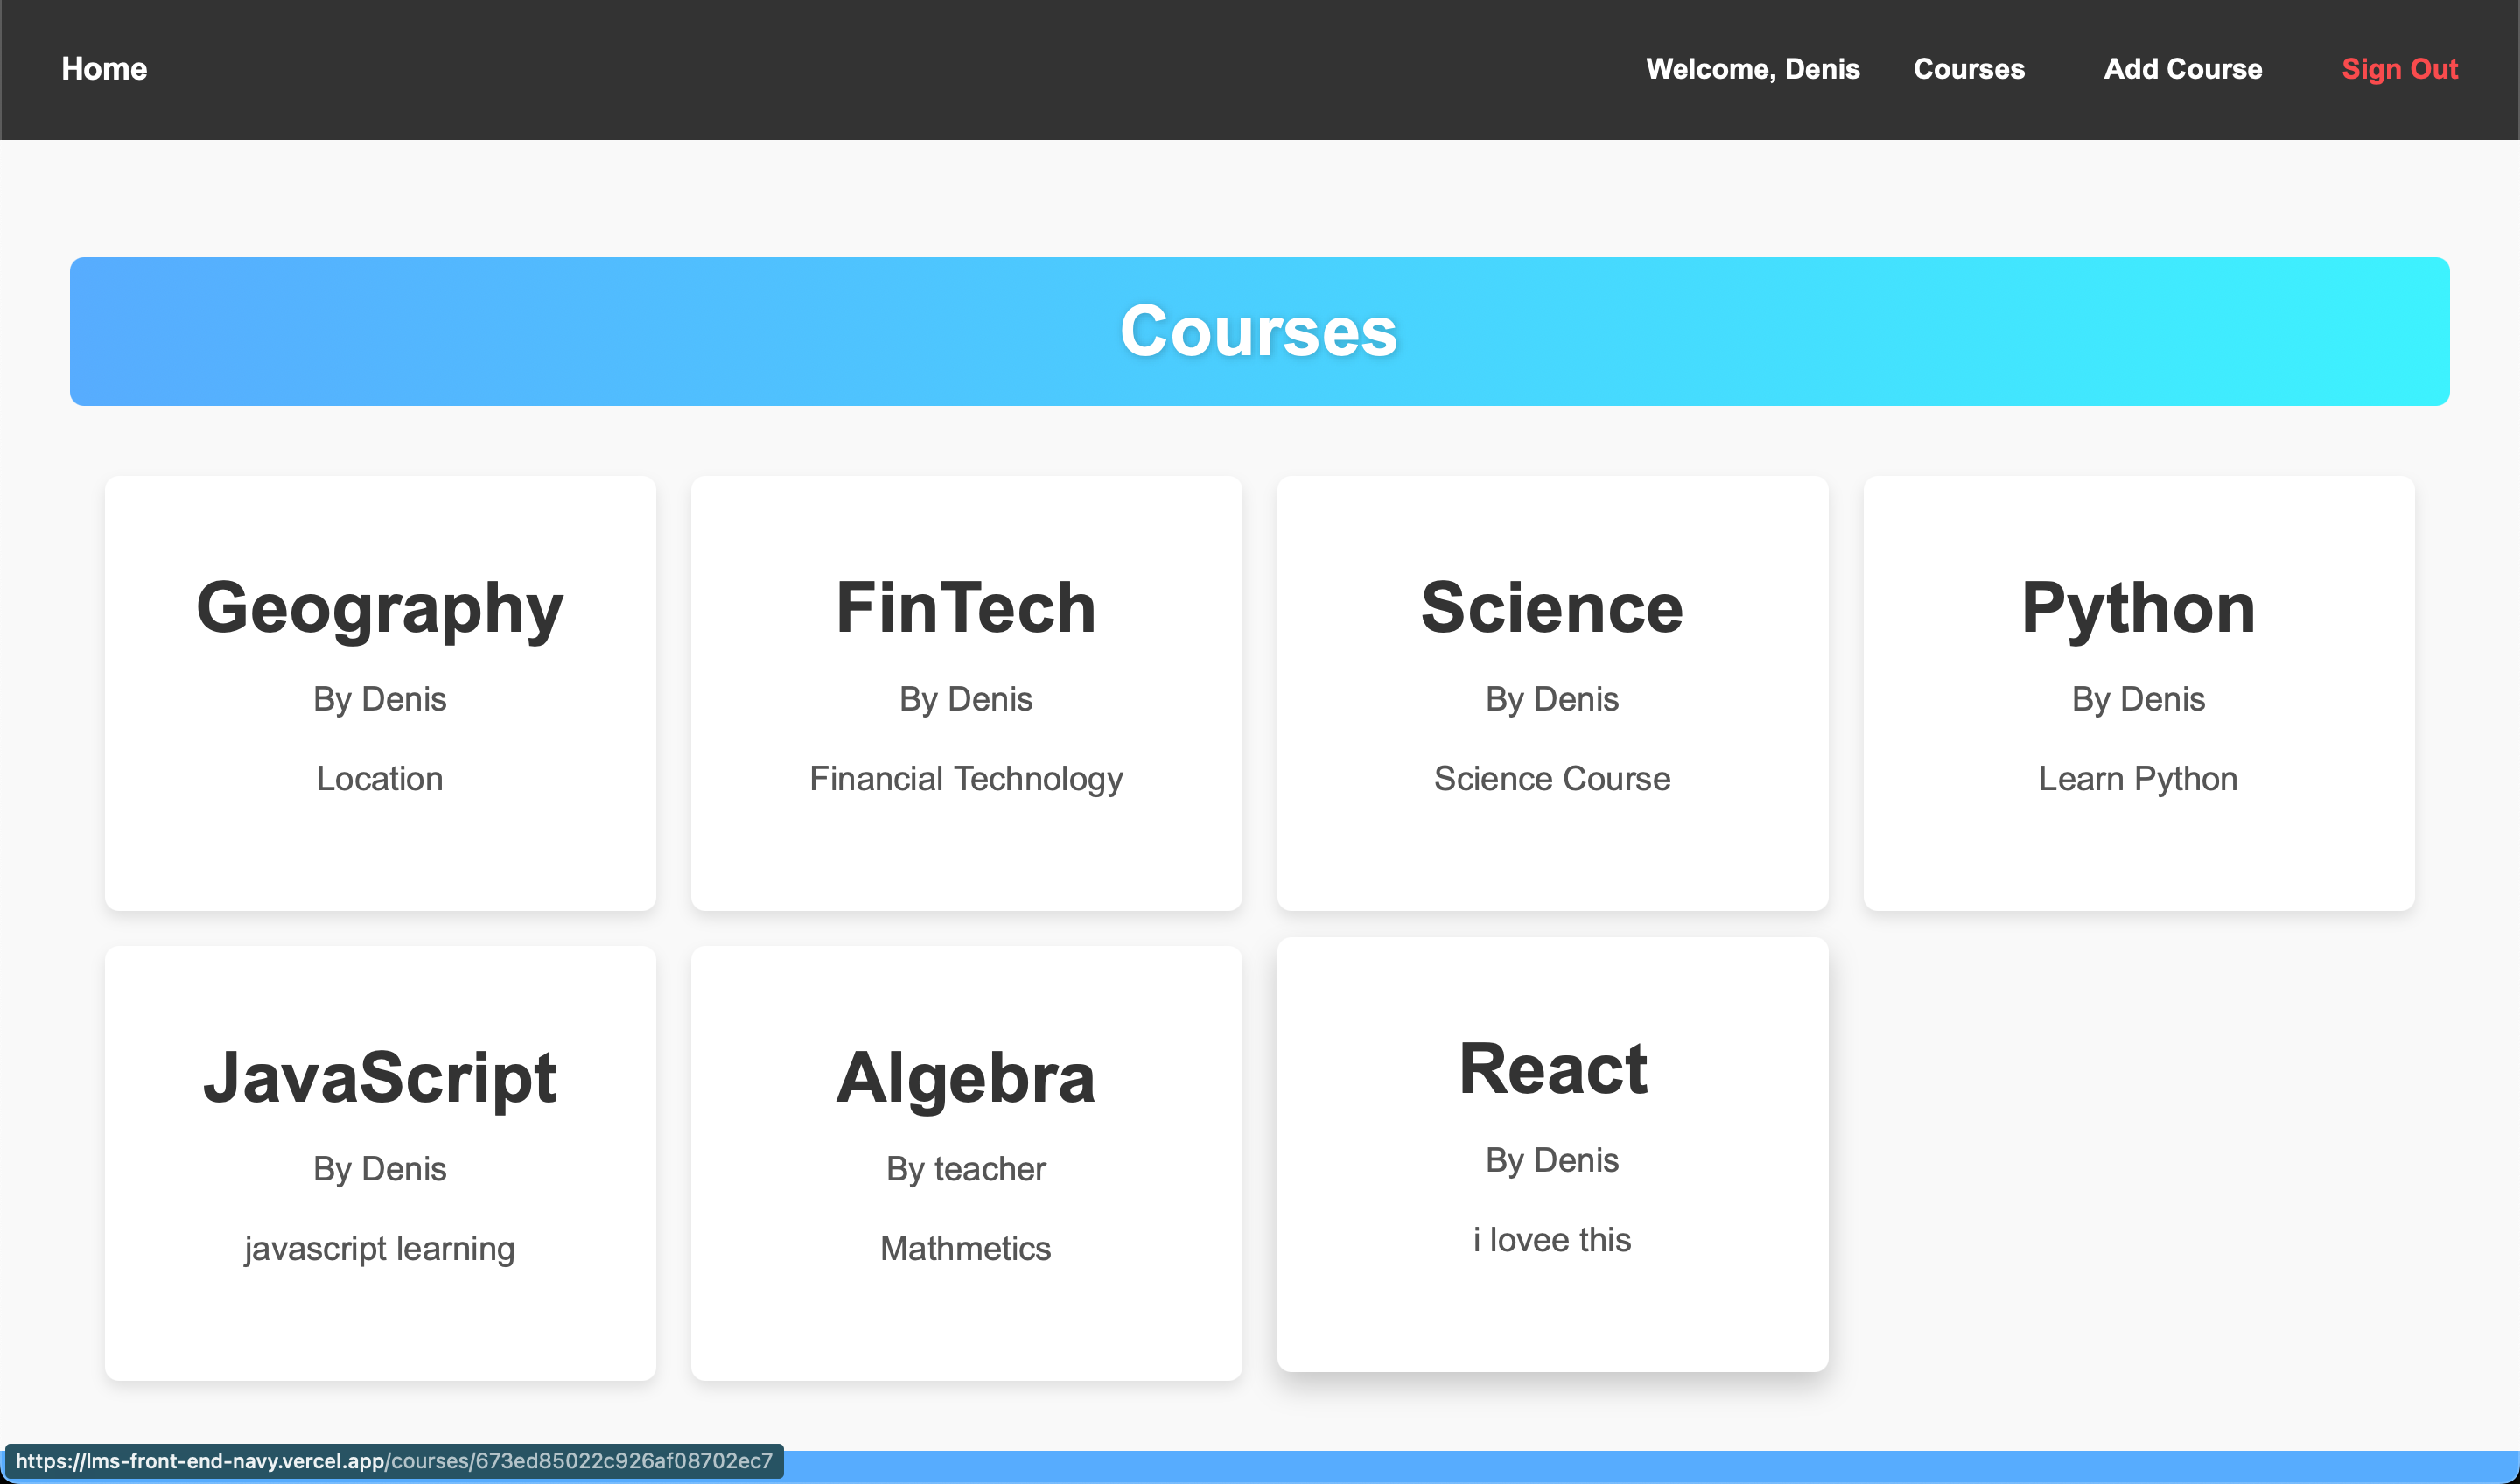 Home Welcome, Denis Courses Add Course Sign Out
Courses
Geography
By Denis
Location
FinTech
By Denis
Financial Technology
Science
By Denis
Science Course
Python
By Denis
Learn Python
JavaScript
By Denis
javascript learning
Algebra
By teacher
Mathmetics
React
By Denis
i lovee this
https://lms-front-end-navy.vercel.app/courses/673ed85022c926af08702ec7